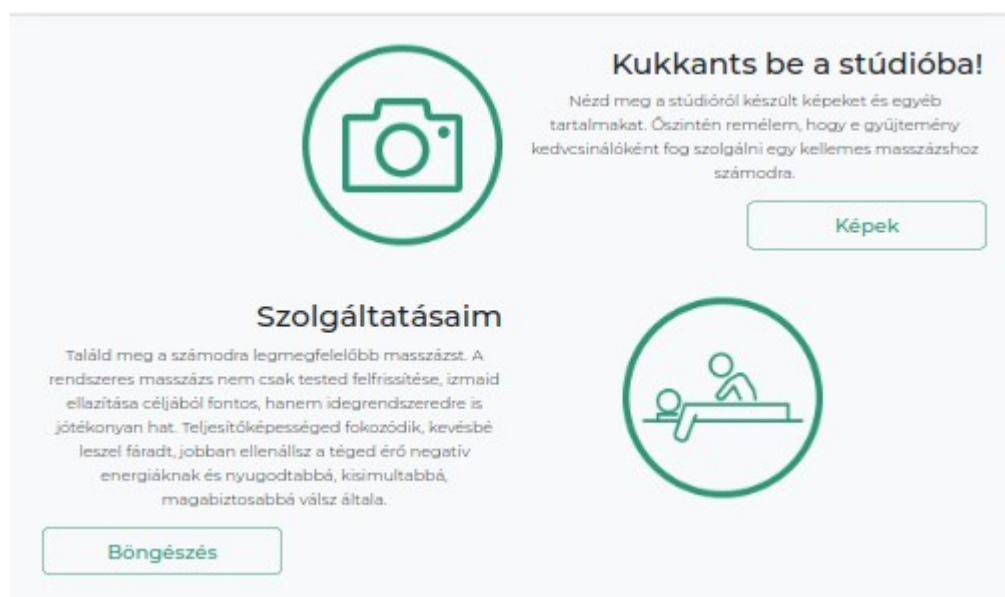 Kukkants be a stúdióba!
Nézd meg a stúdióról készült képeket és egyéb
tartalmakat. Őszintén remélem, hogy e gyűjtemény
kedvcsinálóként fog szolgálni egy kellemes masszázshoz
számodra.
Képek
Szolgáltatásaim
Találd meg a számodra legmegfelelőbb masszázst. A
rendszeres masszázs nem csak tested felfrissítése, izmaid
ellazítása céljából fontos, hanem idegrendszeredre is
jótékonyan hat. Teljesítőképességed fokozódik, kevésbé
leszel fáradt, jobban ellenállsz a téged érő negatív
energiáknak és nyugodtabbá, kisimultabbá,
magabiztosabbá válsz általa.
Böngészés